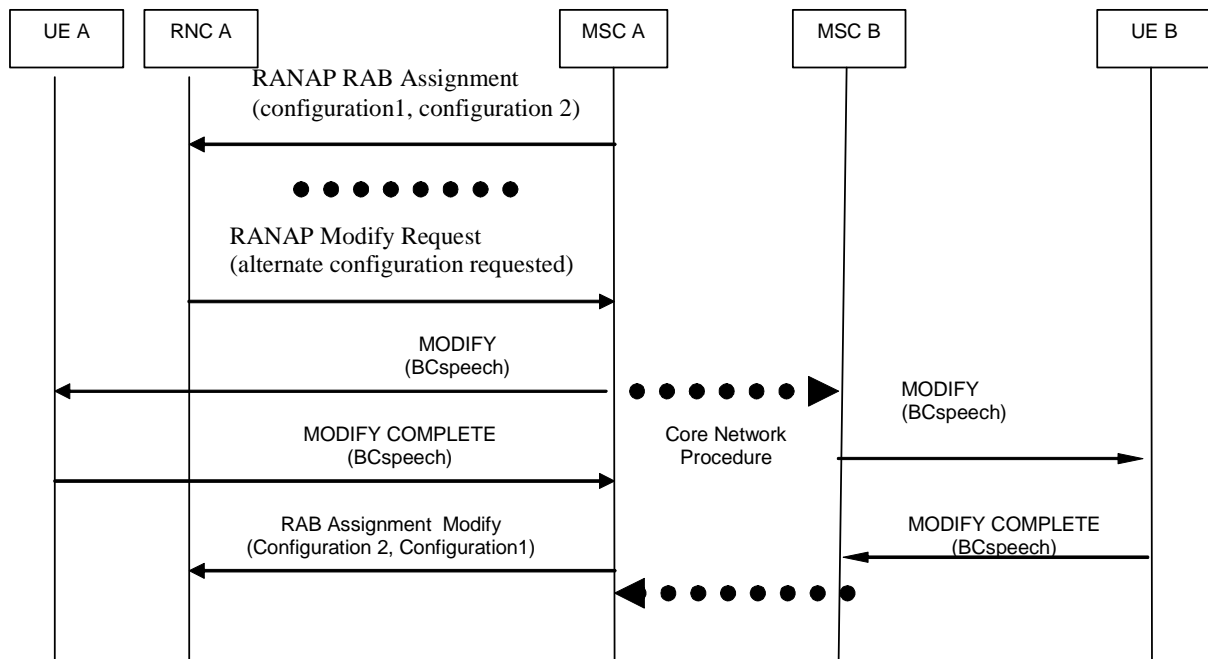 UE A
RNC A
MSC A
MSC B
UE B
RANAP RAB Assignment
(configuration1, configuration 2)
RANAP Modify Request
(alternate configuration requested)
MODIFY
(BCspeech)
MODIFY
(BCspeech)
MODIFY COMPLETE
(BCspeech)
Core Network
Procedure
RAB Assignment Modify
(Configuration 2, Configuration1)
MODIFY COMPLETE
(BCspeech)